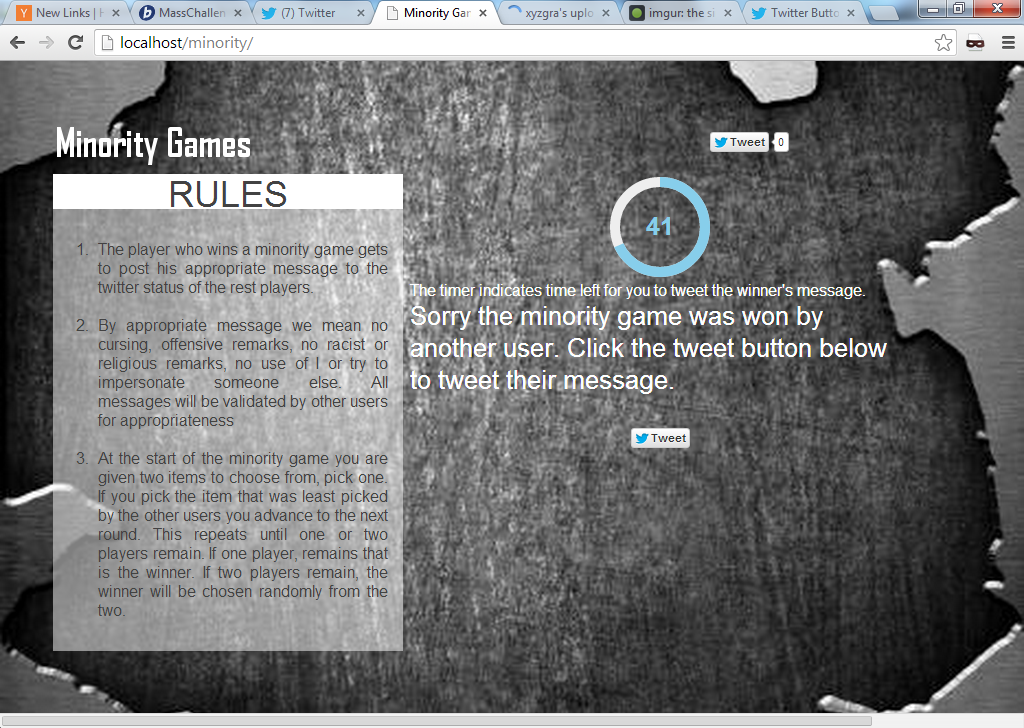 New Links | H
MassChallen
(7) Twitter
Minority Gar
xyzgra's uplo
imgur: the si
Twitter Butto
localhost/minority/
Minority Games
Tweet 0
RULES
41
1. The player who wins a minority game gets
to post his appropriate message to the
twitter status of the rest players.
The timer indicates time left for you to tweet the winner's message.
Sorry the minority game was won by
another user. Click the tweet button below
to tweet their message.
Tweet
2. By appropriate message we mean no
cursing, offensive remarks, no racist or
religious remarks, no use of I or try to
impersonate someone else. All
messages will be validated by other users
for appropriateness
3. At the start of the minority game you are
given two items to choose from, pick one.
If you pick the item that was least picked
by the other users you advance to the next
round. This repeats until one or two
players remain. If one player, remains that
is the winner. If two players remain, the
winner will be chosen randomly from the
two.